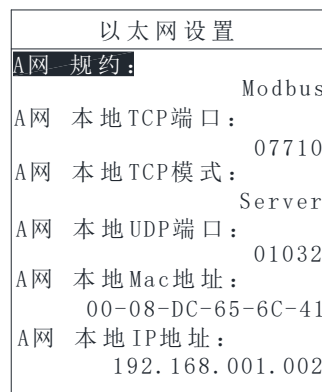 以太网设置
A网 规约：
Modbus
A网 本地TCP端口：
07710
A网 本地TCP模式：
Server
A网 本地UDP端口：
01032
A网 本地Mac地址：
00-08-DC-65-6C-41
A网 本地IP地址：
192.168.001.002